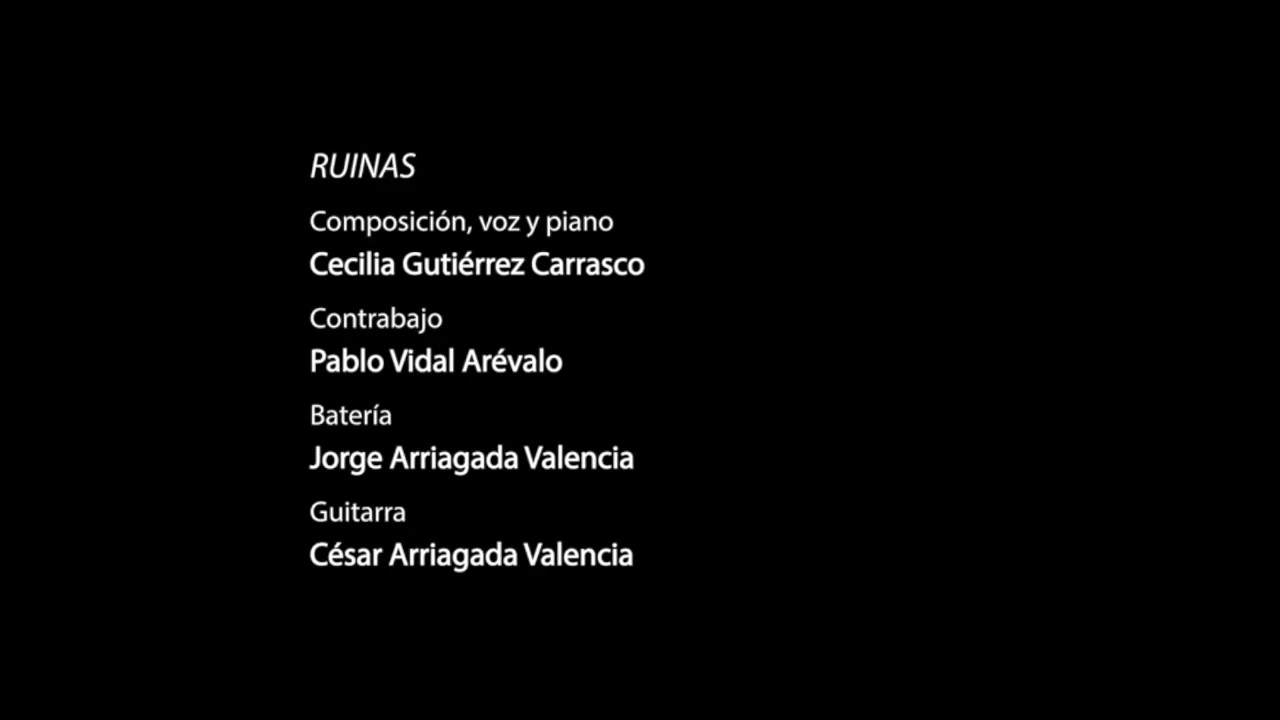 RUINAS
Composición, voz y piano
Cecilia Gutiérrez Carrasco
Contrabajo
Pablo Vidal Arévalo
Batería
Jorge Arriagada Valencia
Guitarra
César Arriagada Valencia